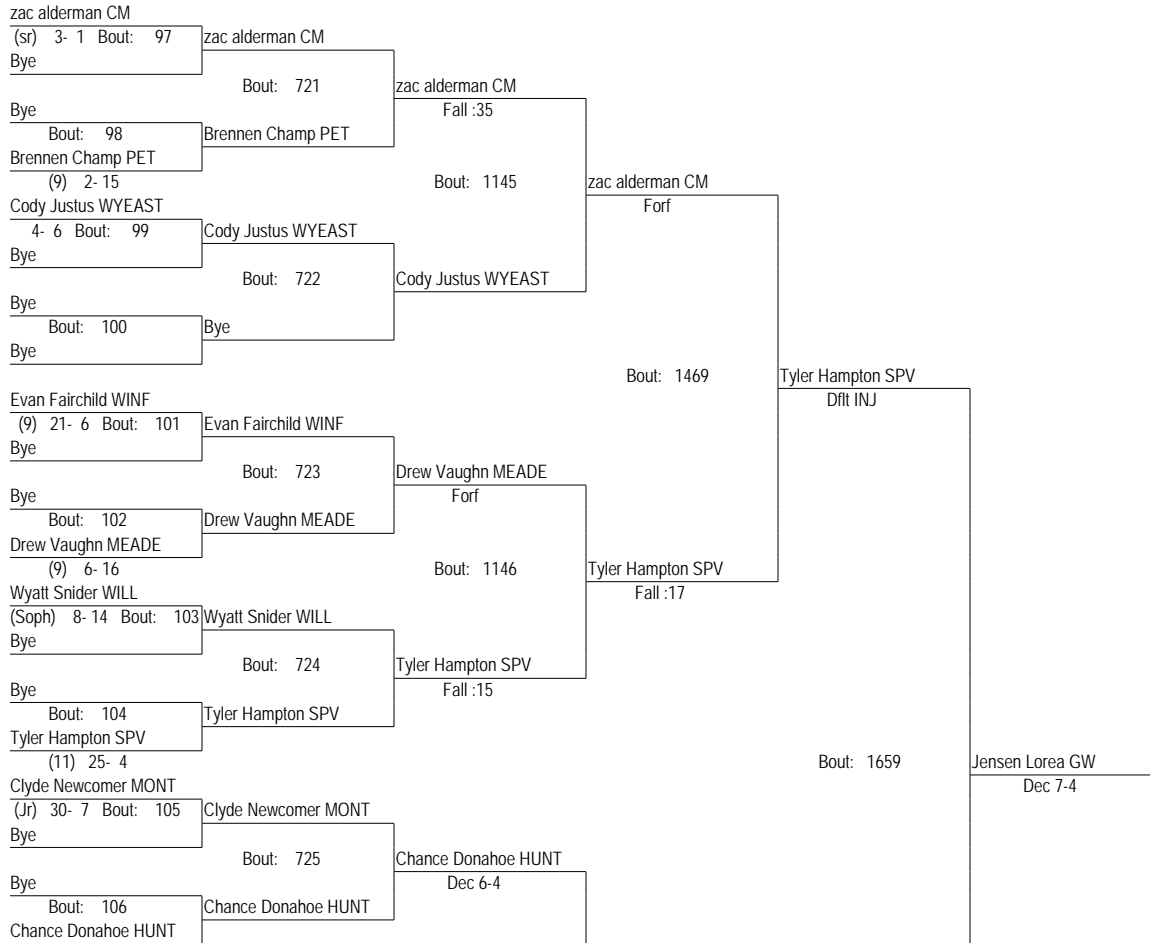 zac alderman CM
(sr) 3- 1 Bout: 97 zac alderman CM
Bye
Bout: 721 zac alderman CM
Bye Fall :35
Bout: 98 Brennen Champ PET
Brennen Champ PET
(9) 2- 15 Bout: 1145 zac alderman CM
Cody Justus WYEAST Forf
4- 6 Bout: 99 Cody Justus WYEAST
Bye
Bout: 722 Cody Justus WYEAST
Bye
Bout: 100 Bye
Bye
Bout: 1469 Tyler Hampton SPV
Evan Fairchild WINF Dflt INJ
(9) 21- 6 Bout: 101 Evan Fairchild WINF
Bye
Bout: 723 Drew Vaughn MEADE
Bye Forf
Bout: 102 Drew Vaughn MEADE
Drew Vaughn MEADE
(9) 6- 16 Bout: 1146 Tyler Hampton SPV
Wyatt Snider WILL Fall :17
(Soph) 8- 14 Bout: 103 Wyatt Snider WILL
Bye
Bout: 724 Tyler Hampton SPV
Bye Fall :15
Bout: 104 Tyler Hampton SPV
Tyler Hampton SPV
(11) 25- 4 Bout: 1659 Jensen Lorea GW
Clyde Newcomer MONT Dec 7-4
(Jr) 30- 7 Bout: 105 Clyde Newcomer MONT
Bye
Bout: 725 Chance Donahoe HUNT
Bye Dec 6-4
Bout: 106 Chance Donahoe HUNT
Chance Donahoe HUNT